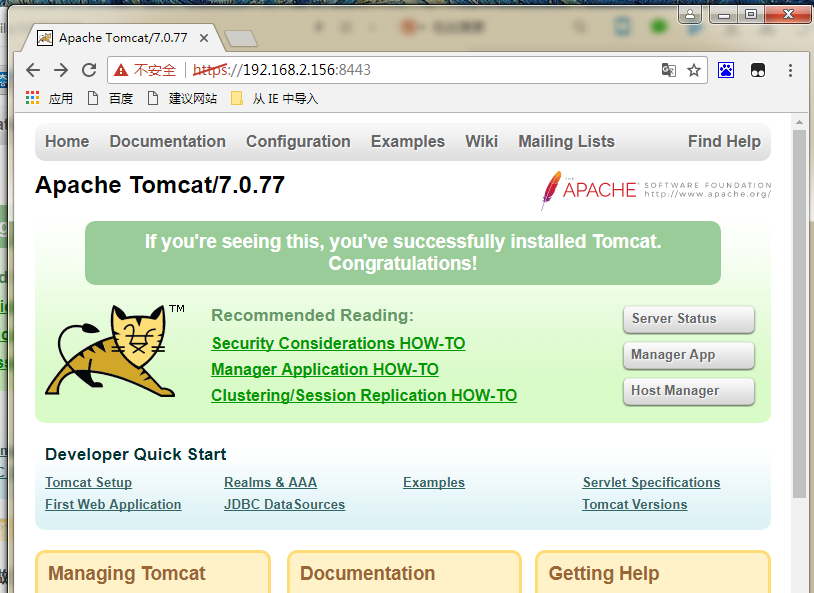 Apache Tomcat/7.0.77
不安全 https://192.168.2.156:8443
应用 百度 建议网站 从 IE 中导入
Home Documentation Configuration Examples Wiki Mailing Lists Find Help
Apache Tomcat/7.0.77
THE APACHE SOFTWARE FOUNDATION
http://www.apache.org/
If you're seeing this, you've successfully installed Tomcat.
Congratulations!
TM
Recommended Reading:
Security Considerations HOW-TO
Manager Application HOW-TO
Clustering/Session Replication HOW-TO
Server Status
Manager App
Host Manager
Developer Quick Start
Tomcat Setup Realms & AAA Examples Servlet Specifications
First Web Application JDBC DataSources Tomcat Versions
Managing Tomcat Documentation Getting Help